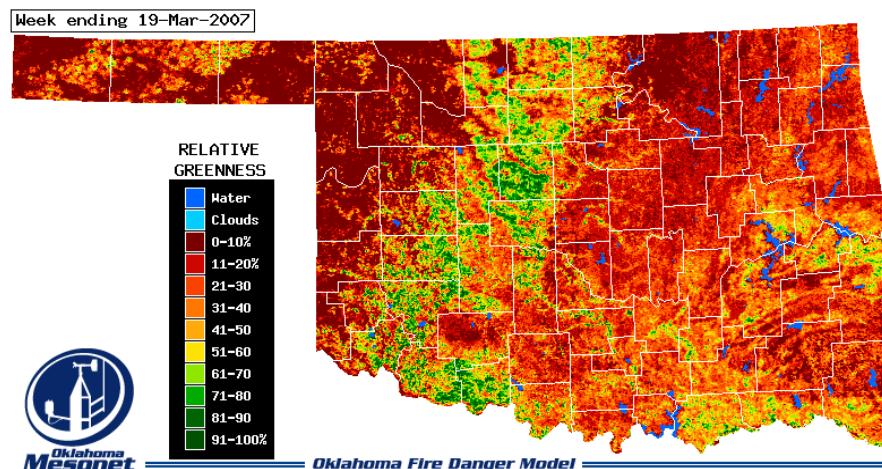 Week ending 19-Mar-2007
RELATIVE
GREENNESS
Water
Clouds
0-10%
11-20%
21-30
31-40
41-50
51-60
61-70
71-80
81-90
91-100%
Oklahoma
Mesonet
Oklahoma Fire Danger Model